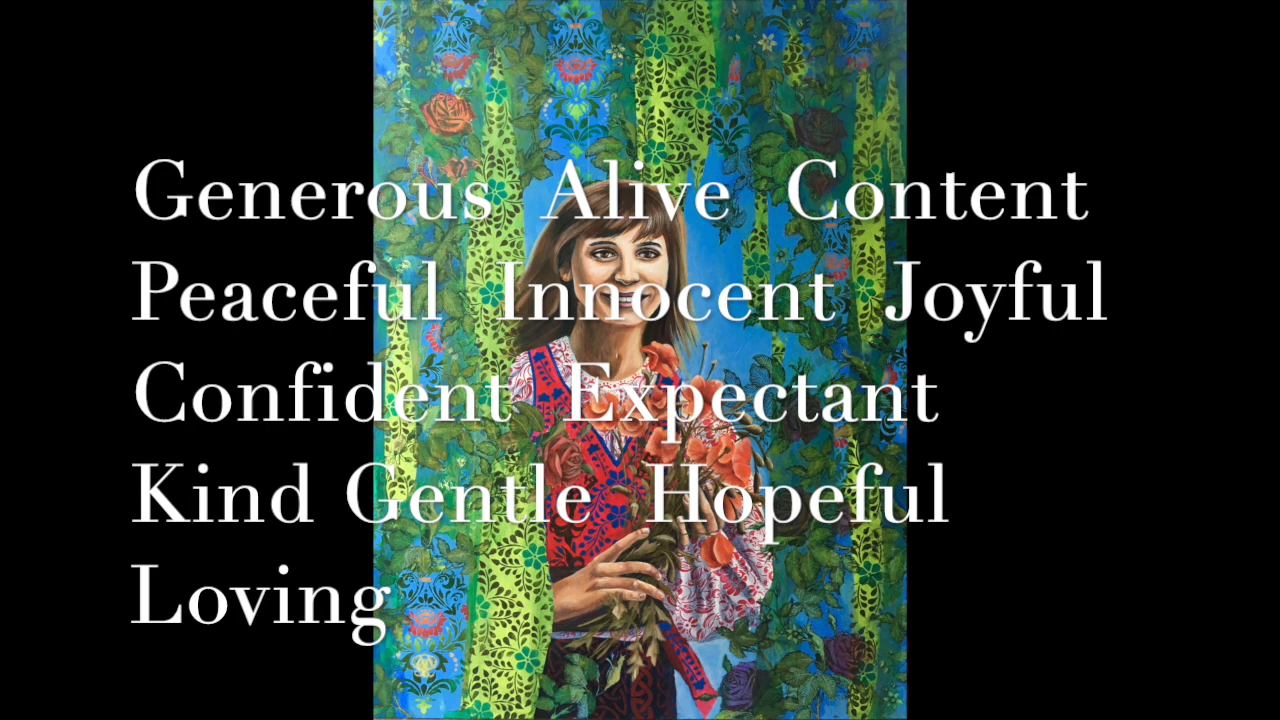 Generous Alive Content
Peaceful Innocent Joyful
Confident Expectant
Kind Gentle Hopeful
Loving